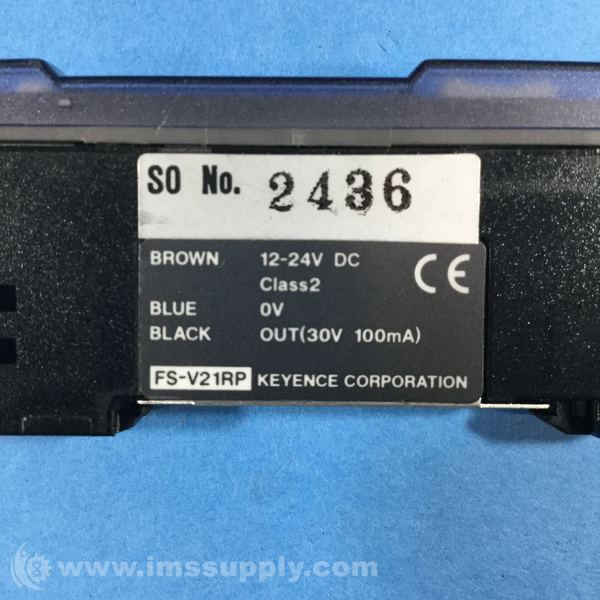 SO No. 2436
BROWN 12-24V DC
Class2
BLUE 0V
BLACK OUT(30V 100mA)
CE
FS-V21RP KEYENCE CORPORATION
www.imssupply.com